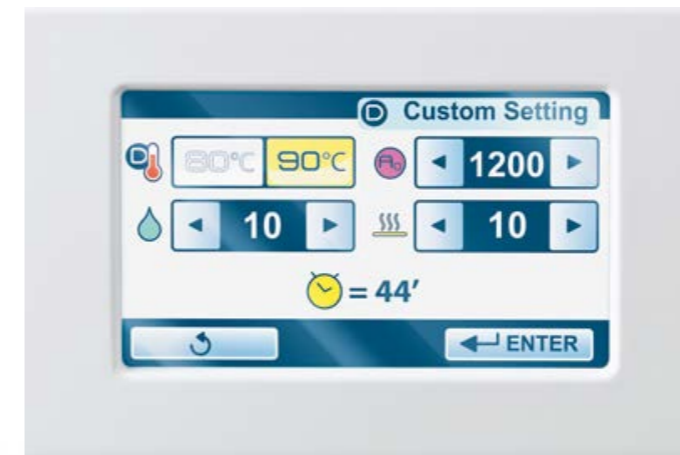 D Custom Setting
D 80°C 90°C A₀ 1200
10 10
= 44′
ENTER